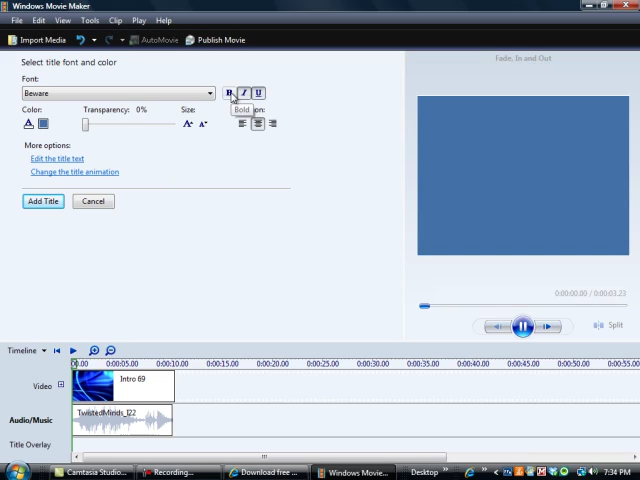 Windows Movie Maker
File Edit View Tools Clip Play Help
Import Media AutoMovie Publish Movie
Select title font and color
Fade, In and Out
Font:
Beware
B I U
Bold
Color: Transparency: 0% Size:
A A A
More options:
Edit the title text
Change the title animation
Add Title Cancel
0:00:00.00 / 0:00:03.23
Split
Timeline
0:00:05.00 0:00:10.00 0:00:15.00 0:00:20.00 0:00:25.00 0:00:30.00 0:00:35.00 0:00:40.00 0:00:45.00 0:00:50.00 0:00:55.00
Video Intro 69
Audio/Music TwistedMinds_122
Title Overlay
Camtasia Studio... Recording... Download free ... Windows Movie... Desktop 7:34 PM